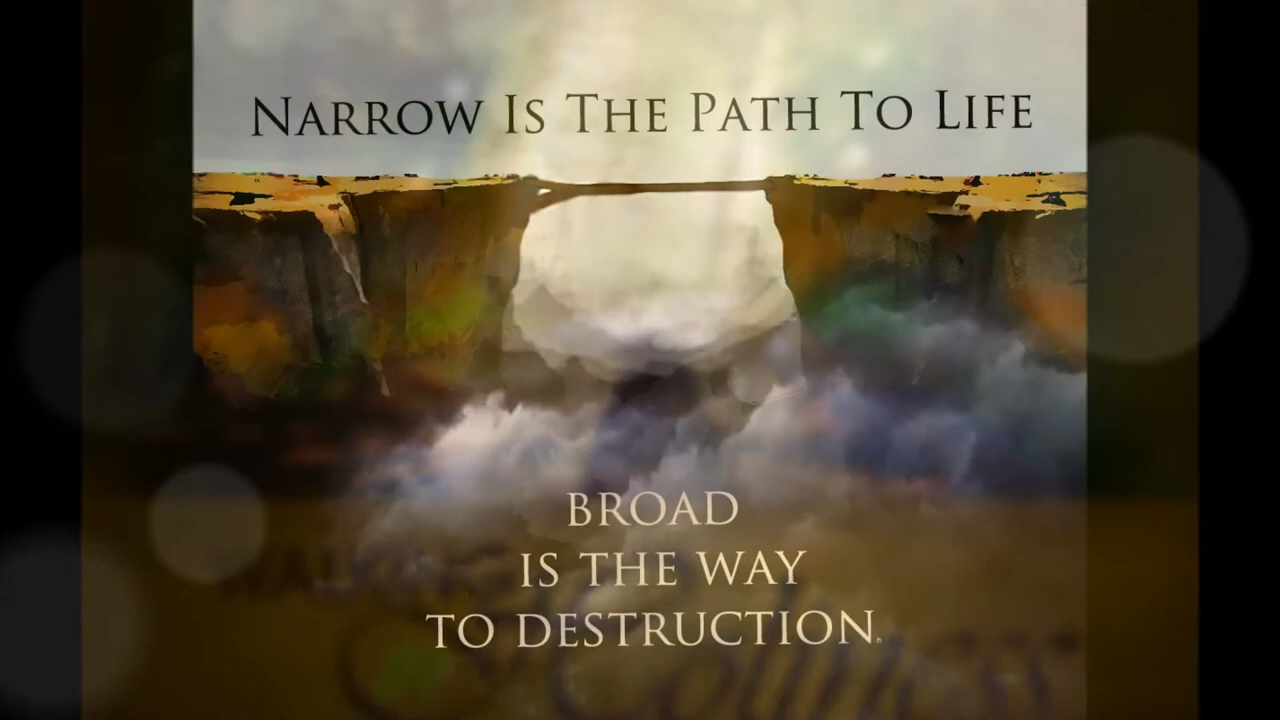 Narrow Is The Path To Life
BROAD
IS THE WAY
TO DESTRUCTION.